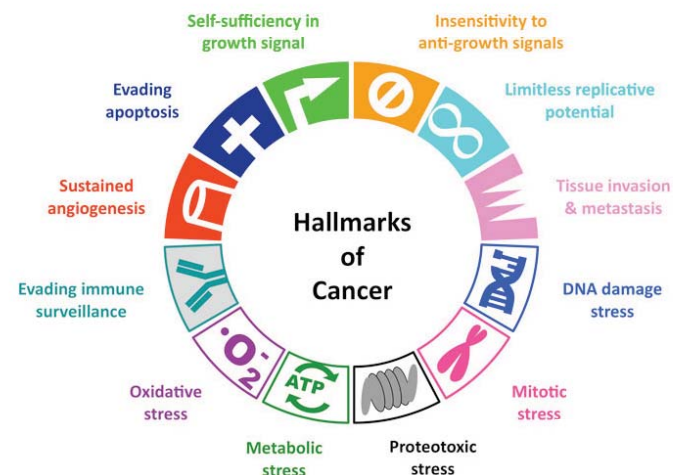 Self-sufficiency in
growth signal
Insensitivity to
anti-growth signals
Evading
apoptosis
Limitless replicative
potential
Sustained
angiogenesis
Tissue invasion
& metastasis
Hallmarks
of
Cancer
Evading immune
surveillance
DNA damage
stress
•O2-
ATP
Oxidative
stress
Mitotic
stress
Metabolic
stress
Proteotoxic
stress